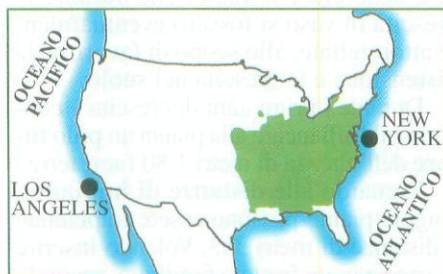 OCEANO
PACIFICO
LOS
ANGELES
NEW
YORK
OCEANO
ATLANTICO